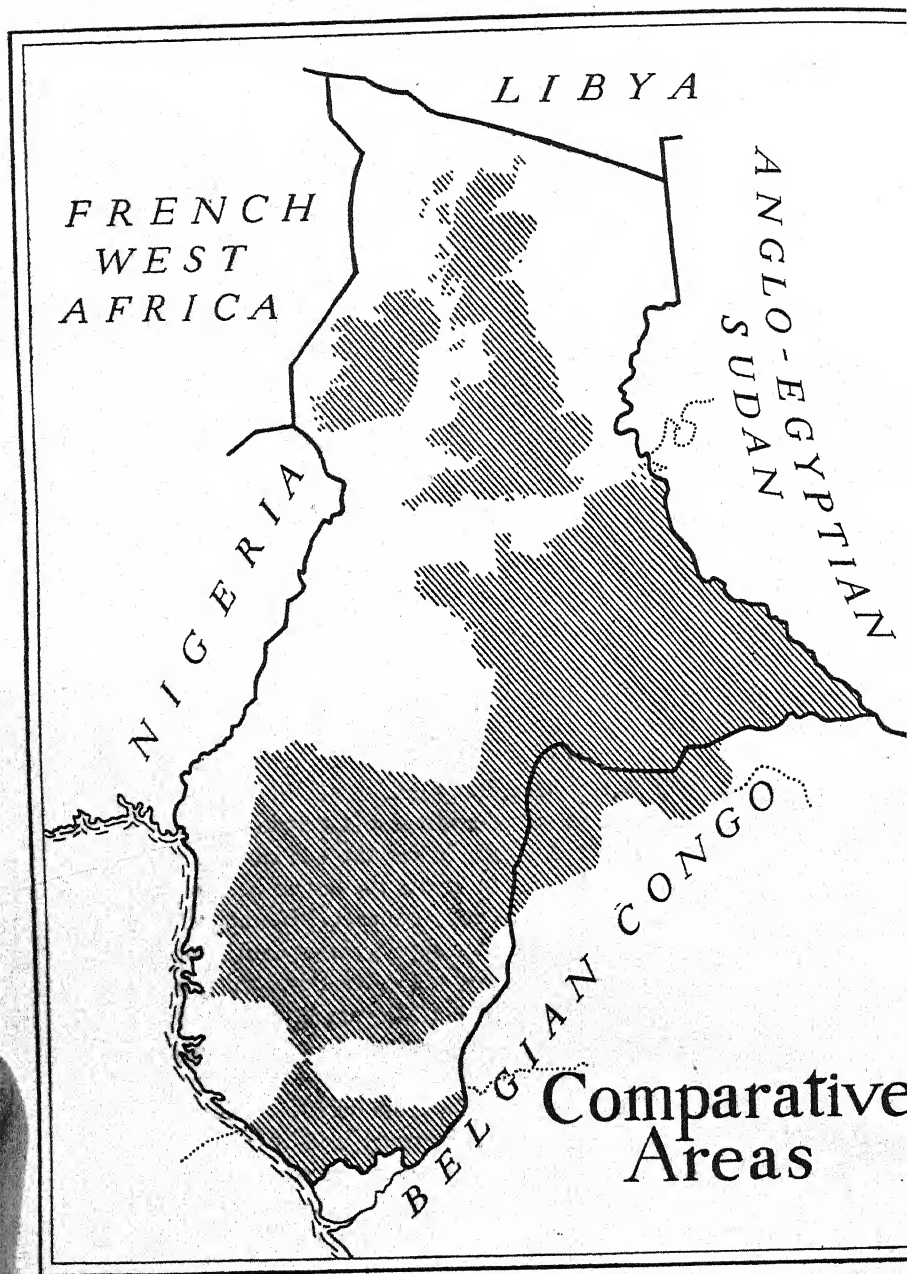 LIBYA
FRENCH
WEST
AFRICA
ANGLO-EGYPTIAN
SUDAN
NIGERIA
BELGIAN CONGO
Comparative
Areas